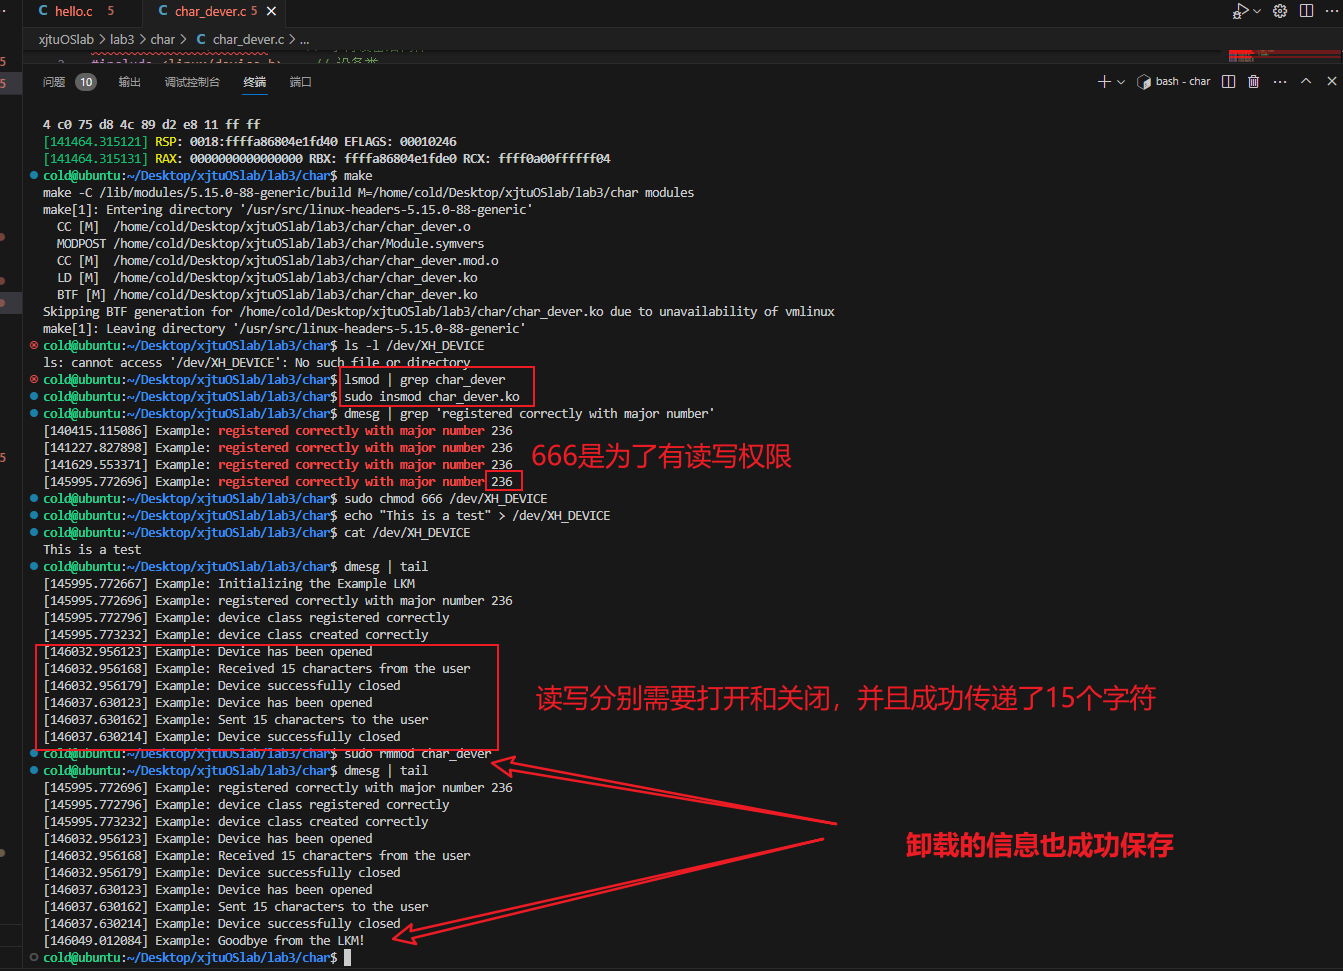 hello.c 5
char_dever.c 5
xjtuOSlab > lab3 > char > C char_dever.c > ...
问题 10 输出 调试控制台 终端 端口
bash - char
4 c0 75 d8 4c 89 d2 e8 11 ff ff
[141464.315121] RSP: 0018:ffffa86804e1fd40 EFLAGS: 00010246
[141464.315131] RAX: 0000000000000000 RBX: ffffa86804e1fde0 RCX: ffff0a00ffffff04
cold@ubuntu:~/Desktop/xjtuOSlab/lab3/char$ make
make -C /lib/modules/5.15.0-88-generic/build M=/home/cold/Desktop/xjtuOSlab/lab3/char modules
make[1]: Entering directory '/usr/src/linux-headers-5.15.0-88-generic'
CC [M] /home/cold/Desktop/xjtuOSlab/lab3/char/char_dever.o
MODPOST /home/cold/Desktop/xjtuOSlab/lab3/char/Module.symvers
CC [M] /home/cold/Desktop/xjtuOSlab/lab3/char/char_dever.mod.o
LD [M] /home/cold/Desktop/xjtuOSlab/lab3/char/char_dever.ko
BTF [M] /home/cold/Desktop/xjtuOSlab/lab3/char/char_dever.ko
Skipping BTF generation for /home/cold/Desktop/xjtuOSlab/lab3/char/char_dever.ko due to unavailability of vmlinux
make[1]: Leaving directory '/usr/src/linux-headers-5.15.0-88-generic'
cold@ubuntu:~/Desktop/xjtuOSlab/lab3/char$ ls -l /dev/XH_DEVICE
ls: cannot access '/dev/XH_DEVICE': No such file or directory
cold@ubuntu:~/Desktop/xjtuOSlab/lab3/char$ lsmod | grep char_dever
cold@ubuntu:~/Desktop/xjtuOSlab/lab3/char$ sudo insmod char_dever.ko
cold@ubuntu:~/Desktop/xjtuOSlab/lab3/char$ dmesg | grep 'registered correctly with major number'
[140415.115086] Example: registered correctly with major number 236
[141227.827898] Example: registered correctly with major number 236
[141629.553371] Example: registered correctly with major number 236
666是为了有读写权限
[145995.772696] Example: registered correctly with major number 236
cold@ubuntu:~/Desktop/xjtuOSlab/lab3/char$ sudo chmod 666 /dev/XH_DEVICE
cold@ubuntu:~/Desktop/xjtuOSlab/lab3/char$ echo "This is a test" > /dev/XH_DEVICE
cold@ubuntu:~/Desktop/xjtuOSlab/lab3/char$ cat /dev/XH_DEVICE
This is a test
cold@ubuntu:~/Desktop/xjtuOSlab/lab3/char$ dmesg | tail
[145995.772667] Example: Initializing the Example LKM
[145995.772696] Example: registered correctly with major number 236
[145995.772796] Example: device class registered correctly
[145995.773232] Example: device class created correctly
[146032.956123] Example: Device has been opened
[146032.956168] Example: Received 15 characters from the user
[146032.956179] Example: Device successfully closed
[146037.630123] Example: Device has been opened
读写分别需要打开和关闭，并且成功传递了15个字符
[146037.630162] Example: Sent 15 characters to the user
[146037.630214] Example: Device successfully closed
cold@ubuntu:~/Desktop/xjtuOSlab/lab3/char$ sudo rmmod char_dever
cold@ubuntu:~/Desktop/xjtuOSlab/lab3/char$ dmesg | tail
[145995.772696] Example: registered correctly with major number 236
[145995.772796] Example: device class registered correctly
[145995.773232] Example: device class created correctly
[146032.956123] Example: Device has been opened
卸载的信息也成功保存
[146032.956168] Example: Received 15 characters from the user
[146032.956179] Example: Device successfully closed
[146037.630123] Example: Device has been opened
[146037.630162] Example: Sent 15 characters to the user
[146037.630214] Example: Device successfully closed
[146049.012084] Example: Goodbye from the LKM!
cold@ubuntu:~/Desktop/xjtuOSlab/lab3/char$